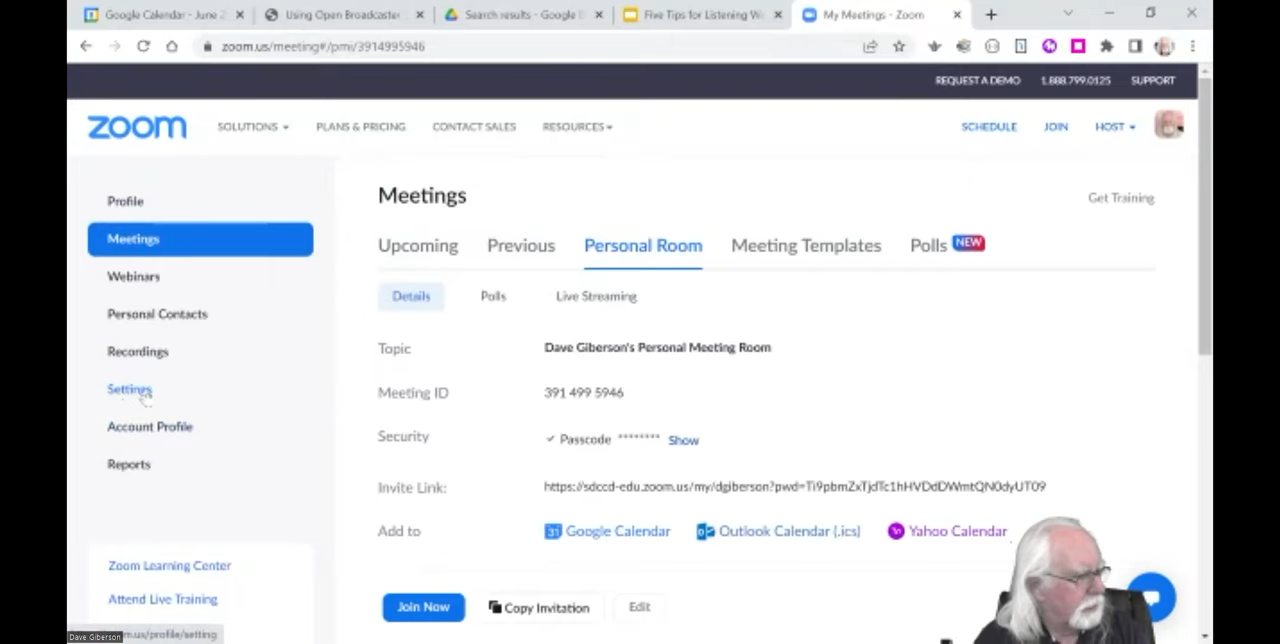 Google Calendar - June 2
Using Open Broadcaster
Search results - Google D
Five Tips for Listening W
My Meetings - Zoom
zoom.us/meeting#/pmi/3914995946
REQUEST A DEMO 1.888.799.0125 SUPPORT
zoom SOLUTIONS PLANS & PRICING CONTACT SALES RESOURCES SCHEDULE JOIN HOST
Profile
Meetings
Webinars
Personal Contacts
Recordings
Settings
Account Profile
Reports
Zoom Learning Center
Attend Live Training
Meetings
Get Training
Upcoming Previous Personal Room Meeting Templates Polls NEW
Details Polls Live Streaming
Topic Dave Giberson's Personal Meeting Room
Meeting ID 391 499 5946
Security ✓ Passcode ******** Show
Invite Link: https://sdccd-edu.zoom.us/my/dgiberson?pwd=Ti9pbmZxTjdTc1hHVDdDWmtQN0dyUT09
Add to 31 Google Calendar Outlook Calendar (.ics) Yahoo Calendar
Join Now Copy Invitation Edit
Dave Giberson
m.us/profile/setting